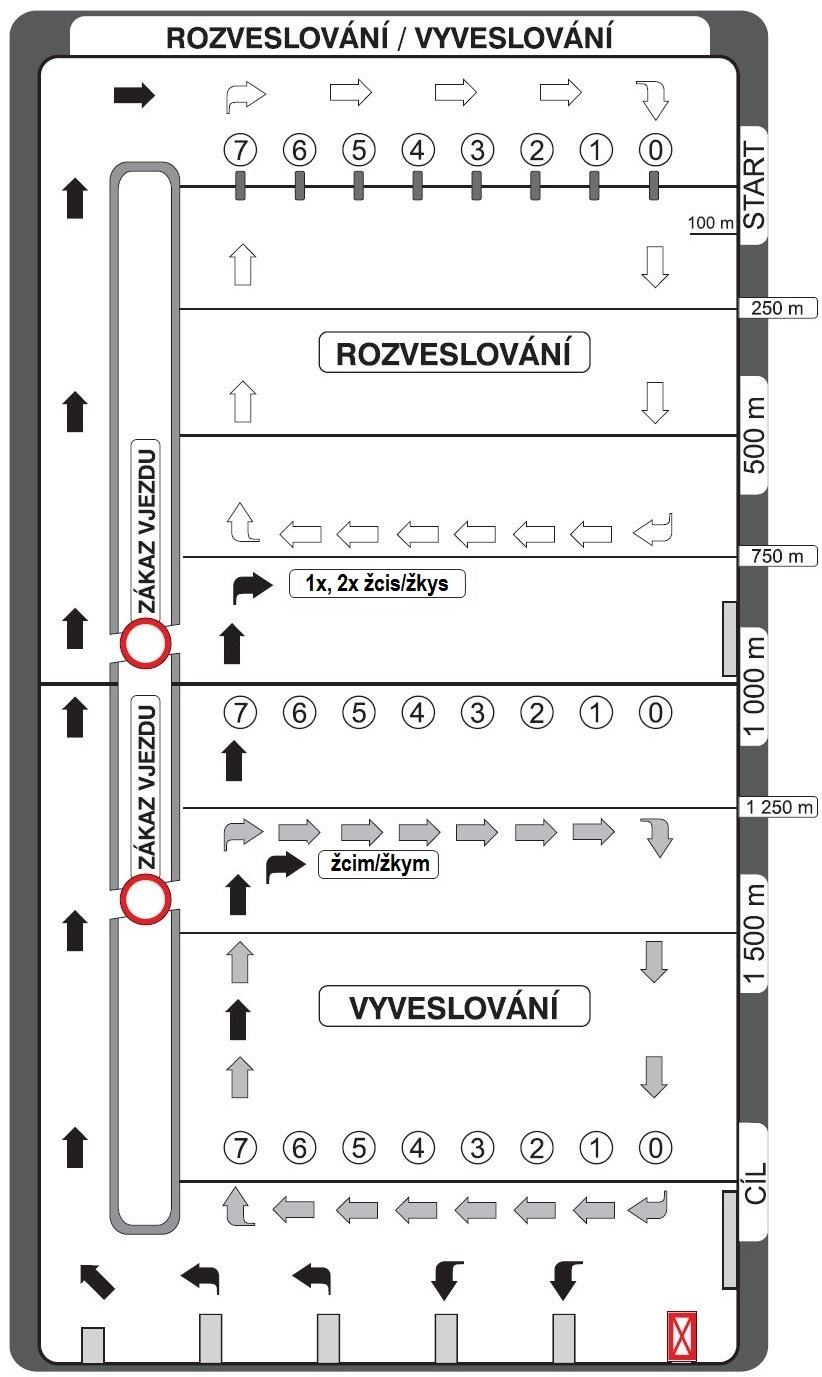 ROZVESLOVÁNÍ / VYVESLOVÁNÍ
7 6 5 4 3 2 1 0
START
100 m
250 m
ROZVESLOVÁNÍ
500 m
ZÁKAZ VJEZDU
750 m
1x, 2x žcis/žkys
1 000 m
7 6 5 4 3 2 1 0
ZÁKAZ VJEZDU
1 250 m
žcim/žkym
1 500 m
VYVESLOVÁNÍ
7 6 5 4 3 2 1 0
CÍL